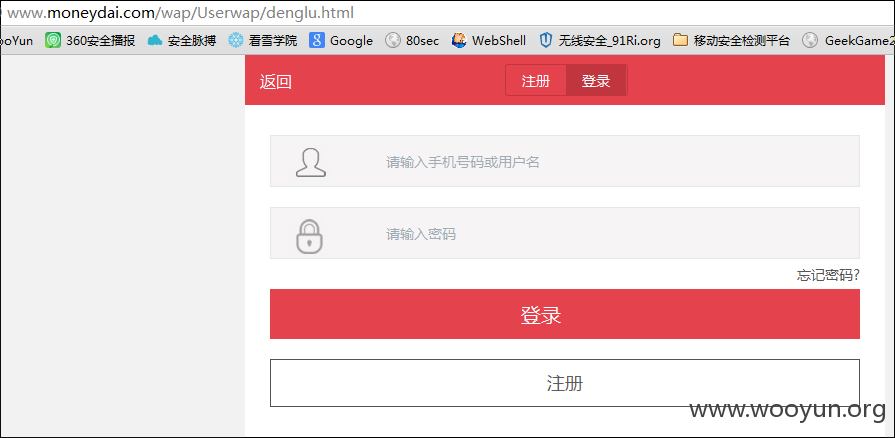 www.moneydai.com/wap/Userwap/denglu.html
ooYun 360安全播报 安全脉搏 看雪学院 Google 80sec WebShell 无线安全_91Ri.org 移动安全检测平台 GeekGame2
返回 注册 登录
请输入手机号码或用户名
请输入密码
忘记密码?
登录
注册
www.wooyun.org